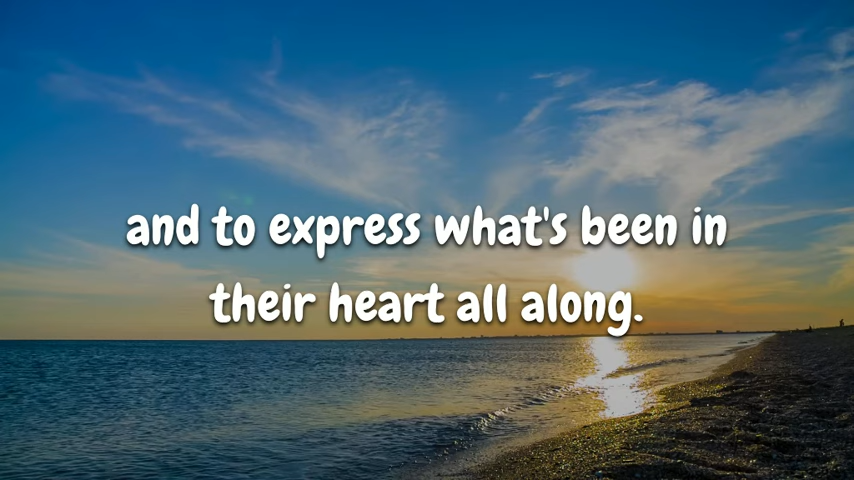 and to express what's been in
their heart all along.